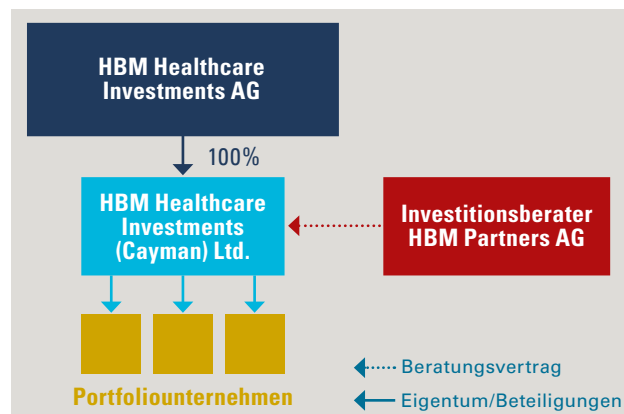 HBM Healthcare
Investments AG
100%
HBM Healthcare
Investments
(Cayman) Ltd.
Investitionsberater
HBM Partners AG
Portfoliounternehmen
Beratungsvertrag
Eigentum/Beteiligungen